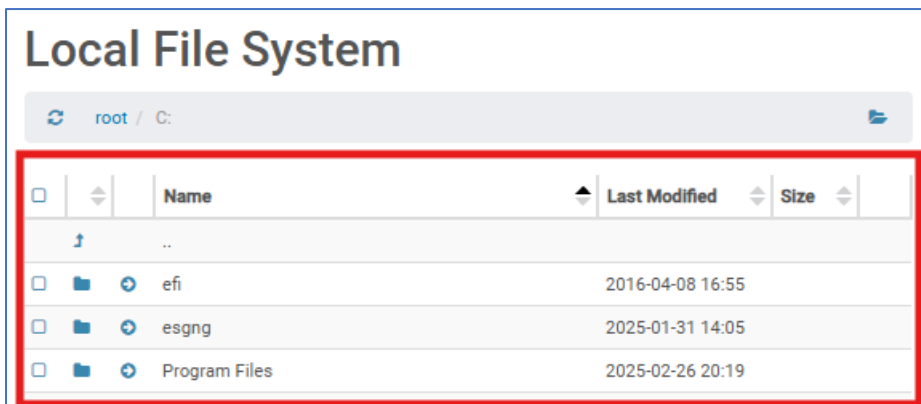 Local File System
root / C:
Name Last Modified Size
..
efi 2016-04-08 16:55
esgng 2025-01-31 14:05
Program Files 2025-02-26 20:19